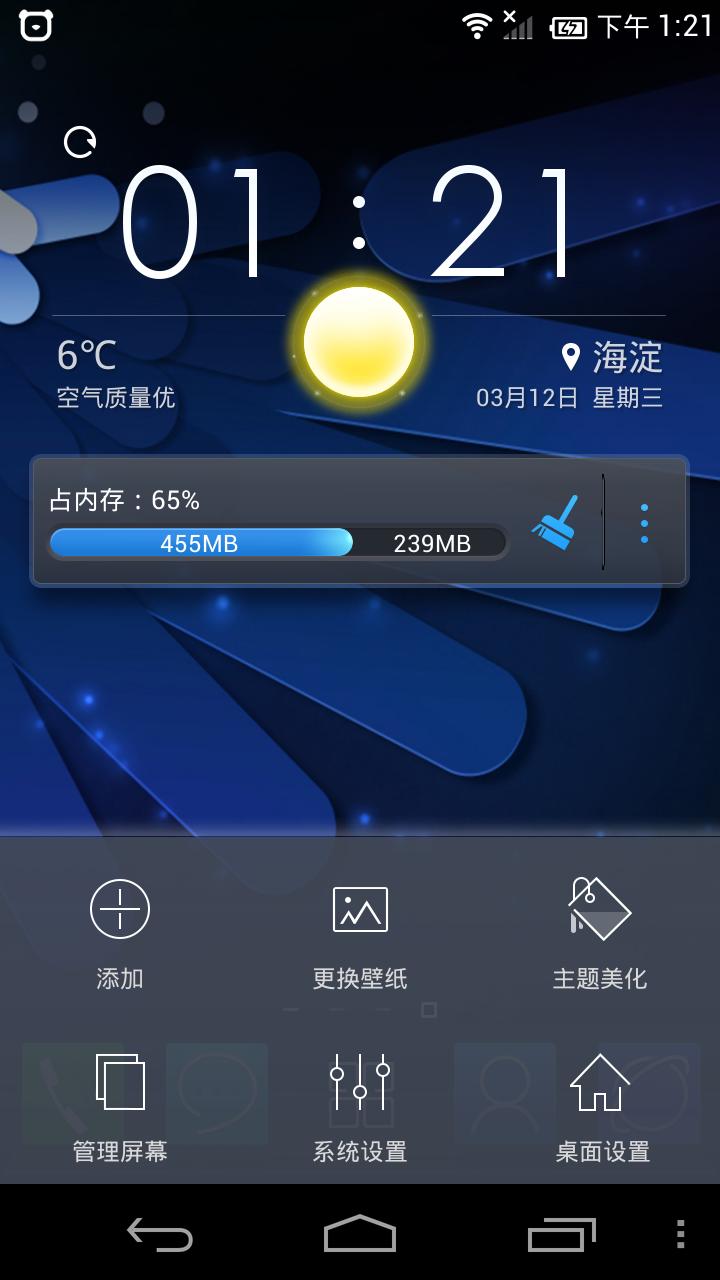 下午 1:21
01:21
6℃
海淀
空气质量优
03月12日 星期三
占内存：65%
455MB 239MB
添加 更换壁纸 主题美化
管理屏幕 系统设置 桌面设置